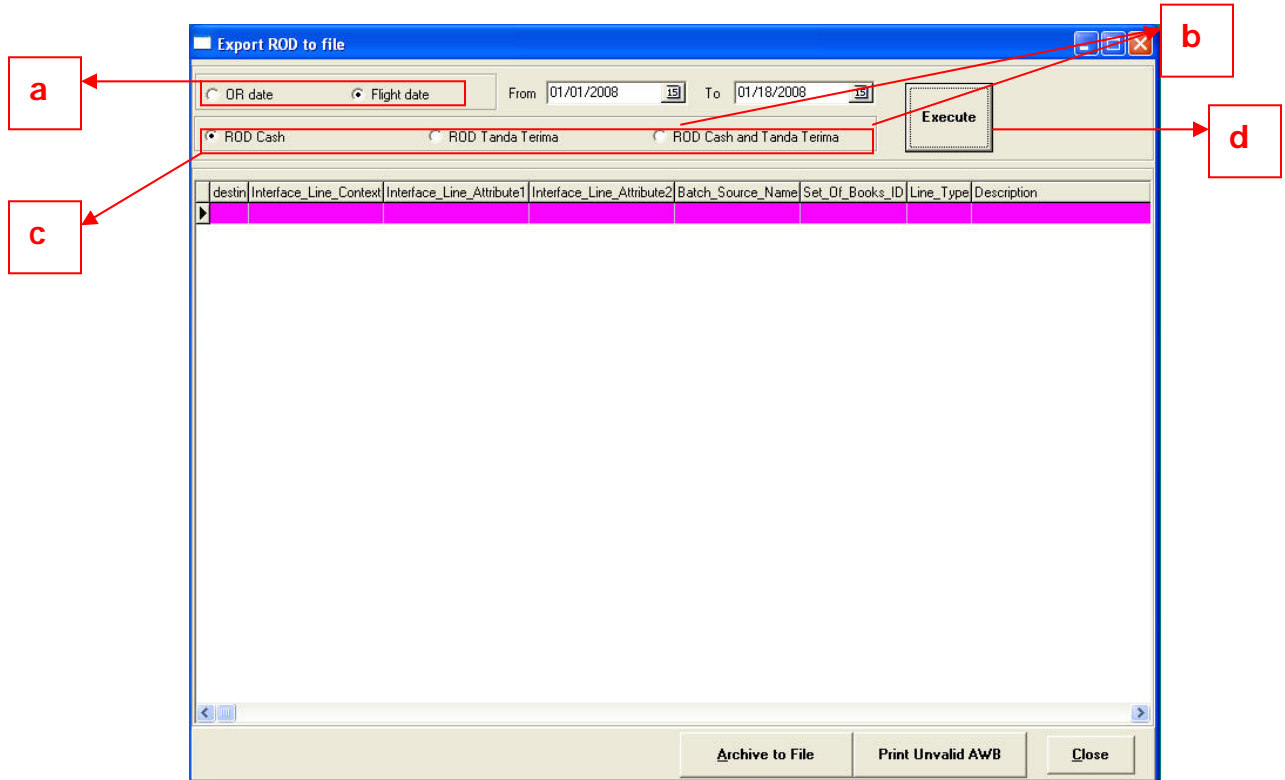 b
Export ROD to file
a
OR date Flight date From 01/01/2008 15 To 01/18/2008 15
Execute
ROD Cash ROD Tanda Terima ROD Cash and Tanda Terima
d
destin Interface_Line_Context Interface_Line_Attribute1 Interface_Line_Attribute2 Batch_Source_Name Set_Of_Books_ID Line_Type Description
c
Archive to File Print Unvalid AWB Close